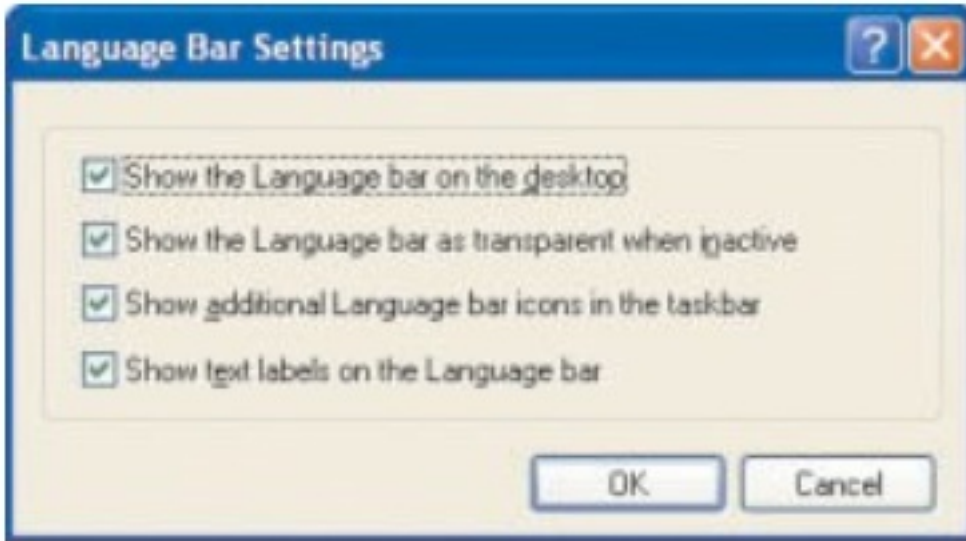 Language Bar Settings
Show the Language bar on the desktop
Show the Language bar as transparent when inactive
Show additional Language bar icons in the taskbar
Show text labels on the Language bar
OK Cancel